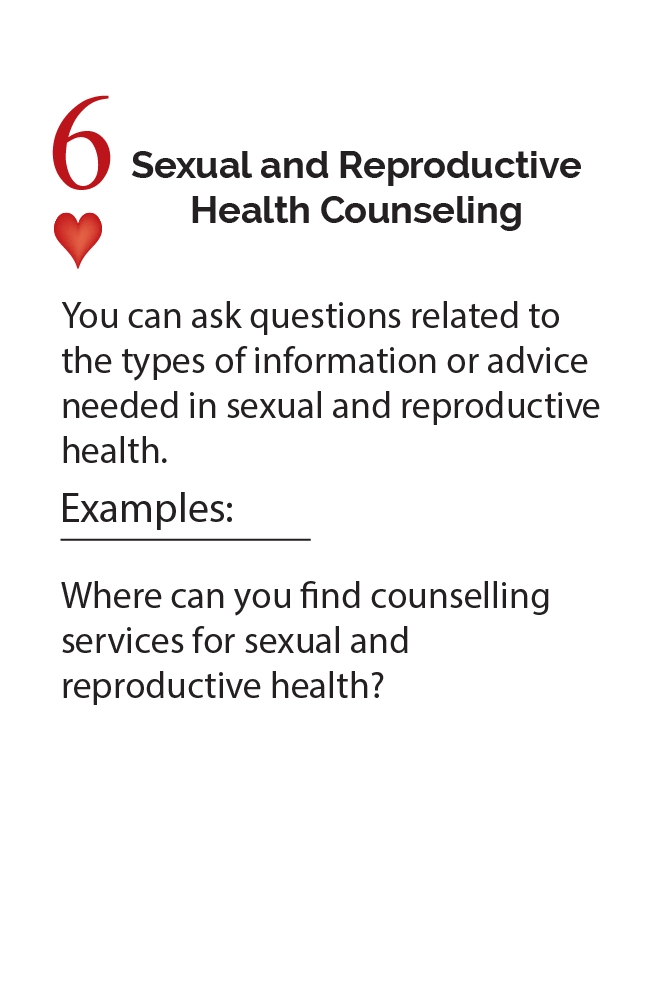 6
Sexual and Reproductive
Health Counseling
You can ask questions related to
the types of information or advice
needed in sexual and reproductive
health.
Examples:
Where can you find counselling
services for sexual and
reproductive health?